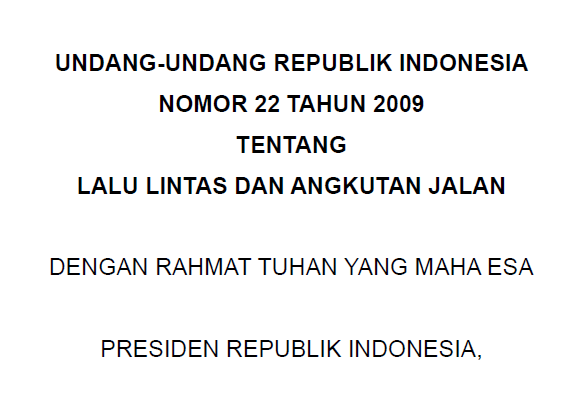 UNDANG-UNDANG REPUBLIK INDONESIA
NOMOR 22 TAHUN 2009
TENTANG
LALU LINTAS DAN ANGKUTAN JALAN
DENGAN RAHMAT TUHAN YANG MAHA ESA
PRESIDEN REPUBLIK INDONESIA,